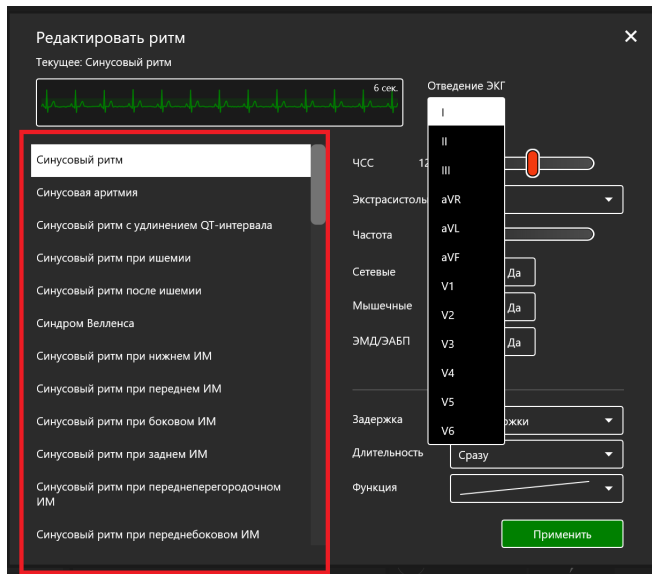 Редактировать ритм
Текущее: Синусовый ритм
6 сек.
Отведение ЭКГ
I
II
III
aVR
aVL
aVF
V1
V2
V3
V4
V5
V6
Синусовый ритм
Синусовая аритмия
Синусовый ритм с удлинением QT-интервала
Синусовый ритм при ишемии
Синусовый ритм после ишемии
Синдром Велленса
Синусовый ритм при нижнем ИМ
Синусовый ритм при переднем ИМ
Синусовый ритм при боковом ИМ
Синусовый ритм при заднем ИМ
Синусовый ритм при переднеперегородочном
ИМ
Синусовый ритм при переднебоковом ИМ
ЧСС 12
Экстрасистолы
Частота
Сетевые Да
Мышечные Да
ЭМД/ЭАБП Да
Задержка ржки
Длительность Сразу
Функция
Применить